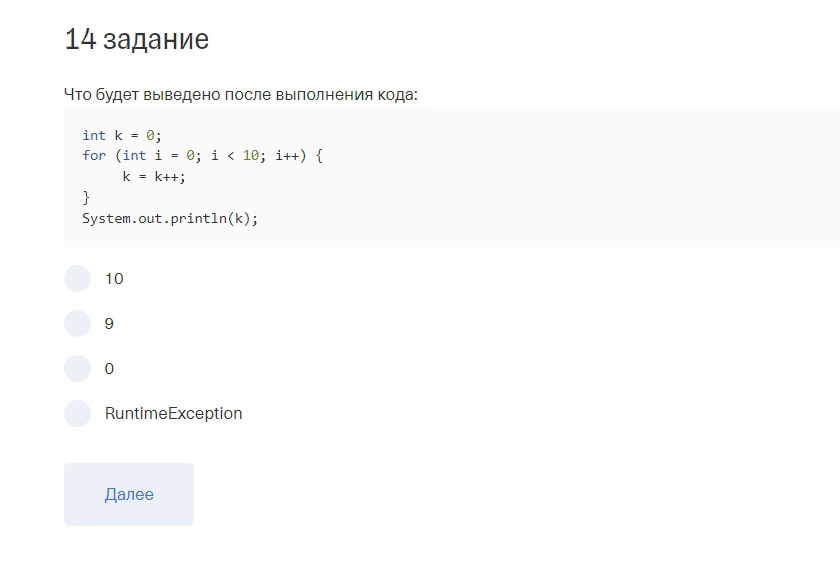 14 задание
Что будет выведено после выполнения кода:
int k = 0;
for (int i = 0; i < 10; i++) {
     k = k++;
}
System.out.println(k);
10
9
0
RuntimeException
Далее